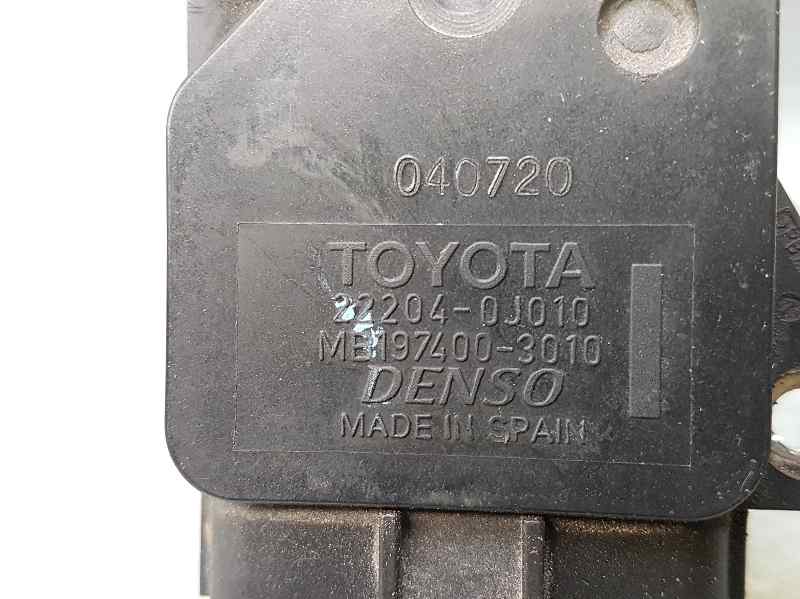 040720
TOYOTA
22204-0J010
MB197400-3010
DENSO
MADE IN SPAIN